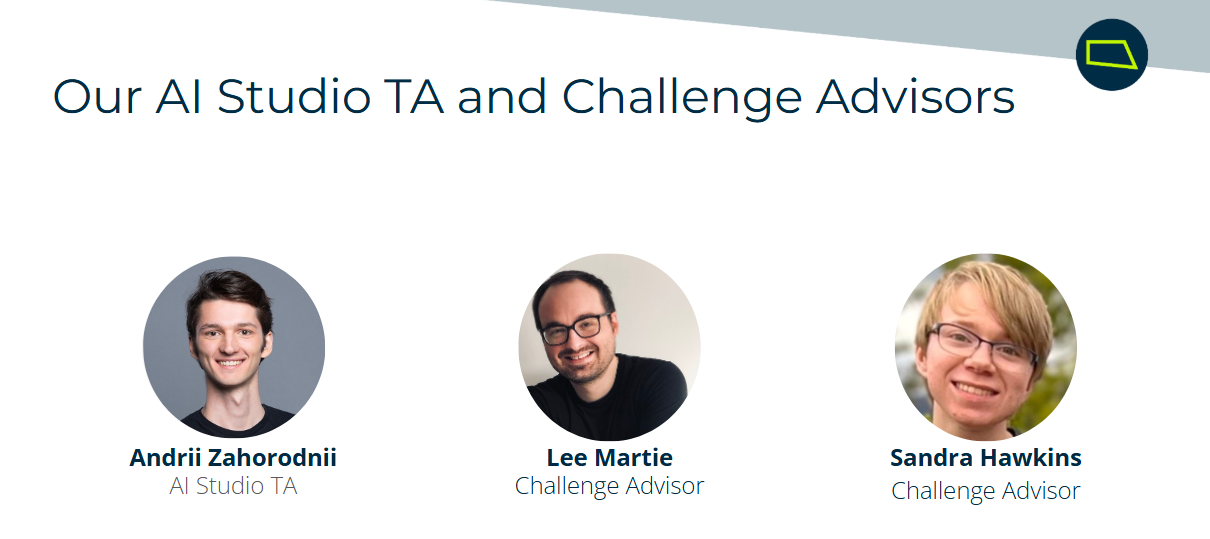 Our AI Studio TA and Challenge Advisors
Andrii Zahorodnii
AI Studio TA
Lee Martie
Challenge Advisor
Sandra Hawkins
Challenge Advisor